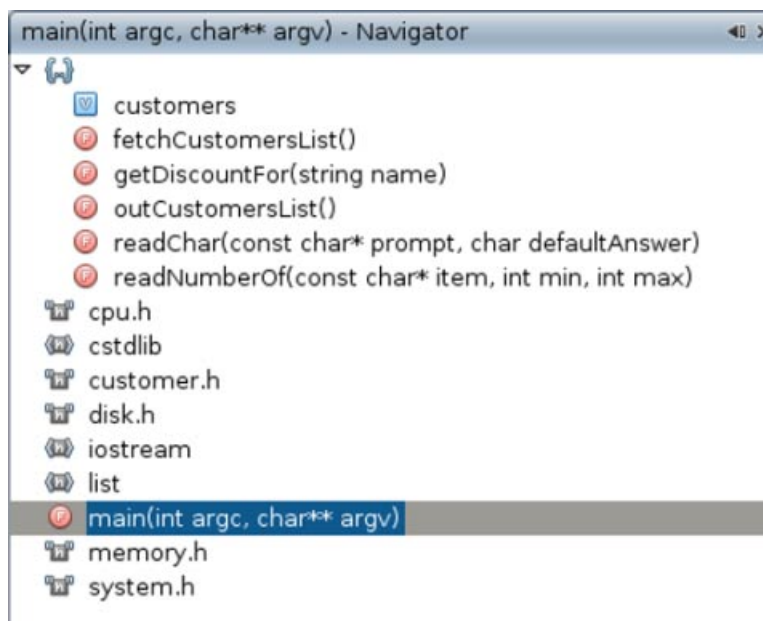 main(int argc, char** argv) - Navigator
customers
fetchCustomersList()
getDiscountFor(string name)
outCustomersList()
readChar(const char* prompt, char defaultAnswer)
readNumberOf(const char* item, int min, int max)
cpu.h
cstdlib
customer.h
disk.h
iostream
list
main(int argc, char** argv)
memory.h
system.h